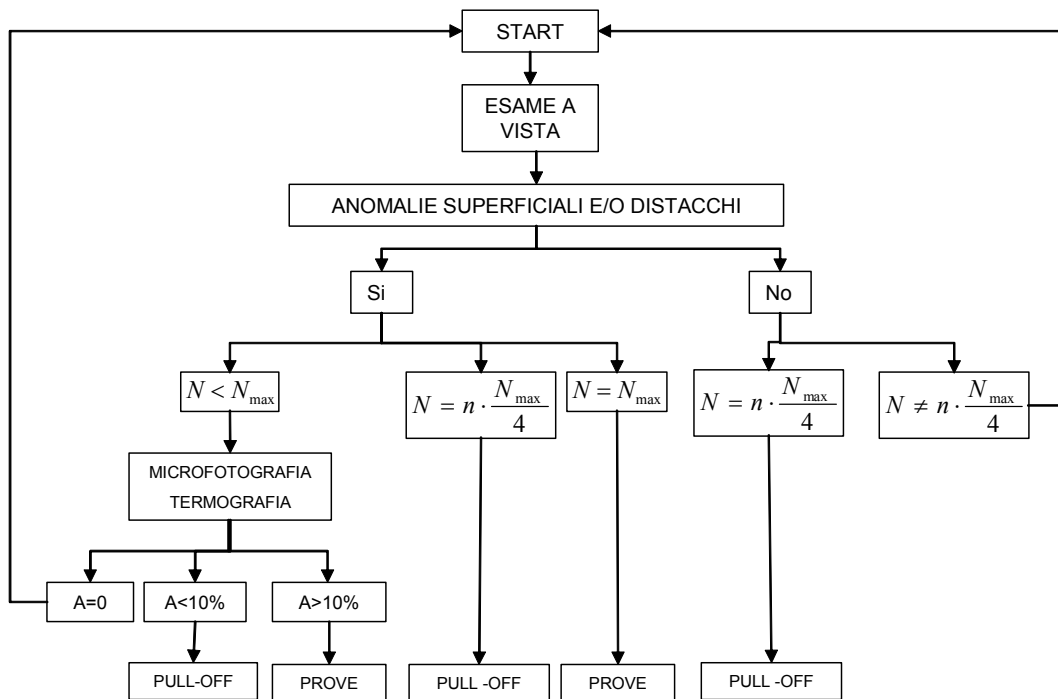 START
ESAME A
VISTA
ANOMALIE SUPERFICIALI E/O DISTACCHI
Si
No
N < N_max
N = n · N_max/4
N = N_max
N = n · N_max/4
N ≠ n · N_max/4
MICROFOTOGRAFIA
TERMOGRAFIA
A=0
A<10%
A>10%
PULL-OFF
PROVE
PULL -OFF
PROVE
PULL -OFF